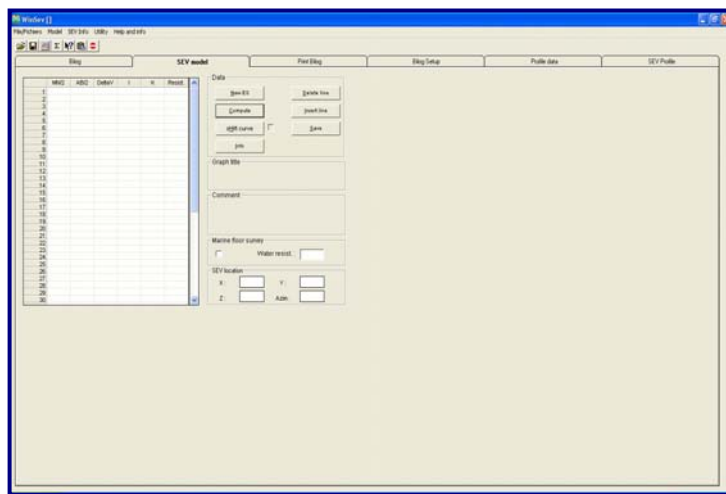 WinSev []
File/Fichiers Model SEV Info Utility Help and info
Bilog SEV model Print Bilog Bilog Setup Profile data SEV Profile
MN/2 AB/2 DeltaV I K Resist.
1
2
3
4
5
6
7
8
9
10
11
12
13
14
15
16
17
18
19
20
21
22
23
24
25
26
27
28
29
30
Data
New ES Delete line
Compute Insert line
shift curve Save
Info
Graph title
Comment
Marine floor survey
Water resist. :
SEV location
X : Y :
Z : Azim :